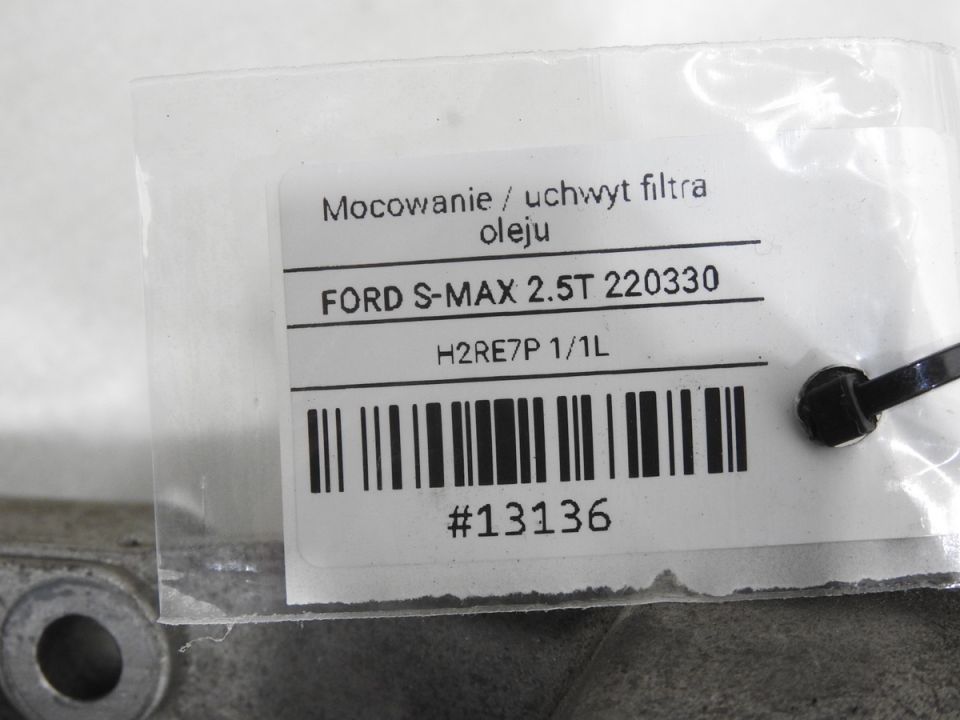 Mocowanie / uchwyt filtra
oleju
FORD S-MAX 2.5T 220330
H2RE7P 1/1L
#13136